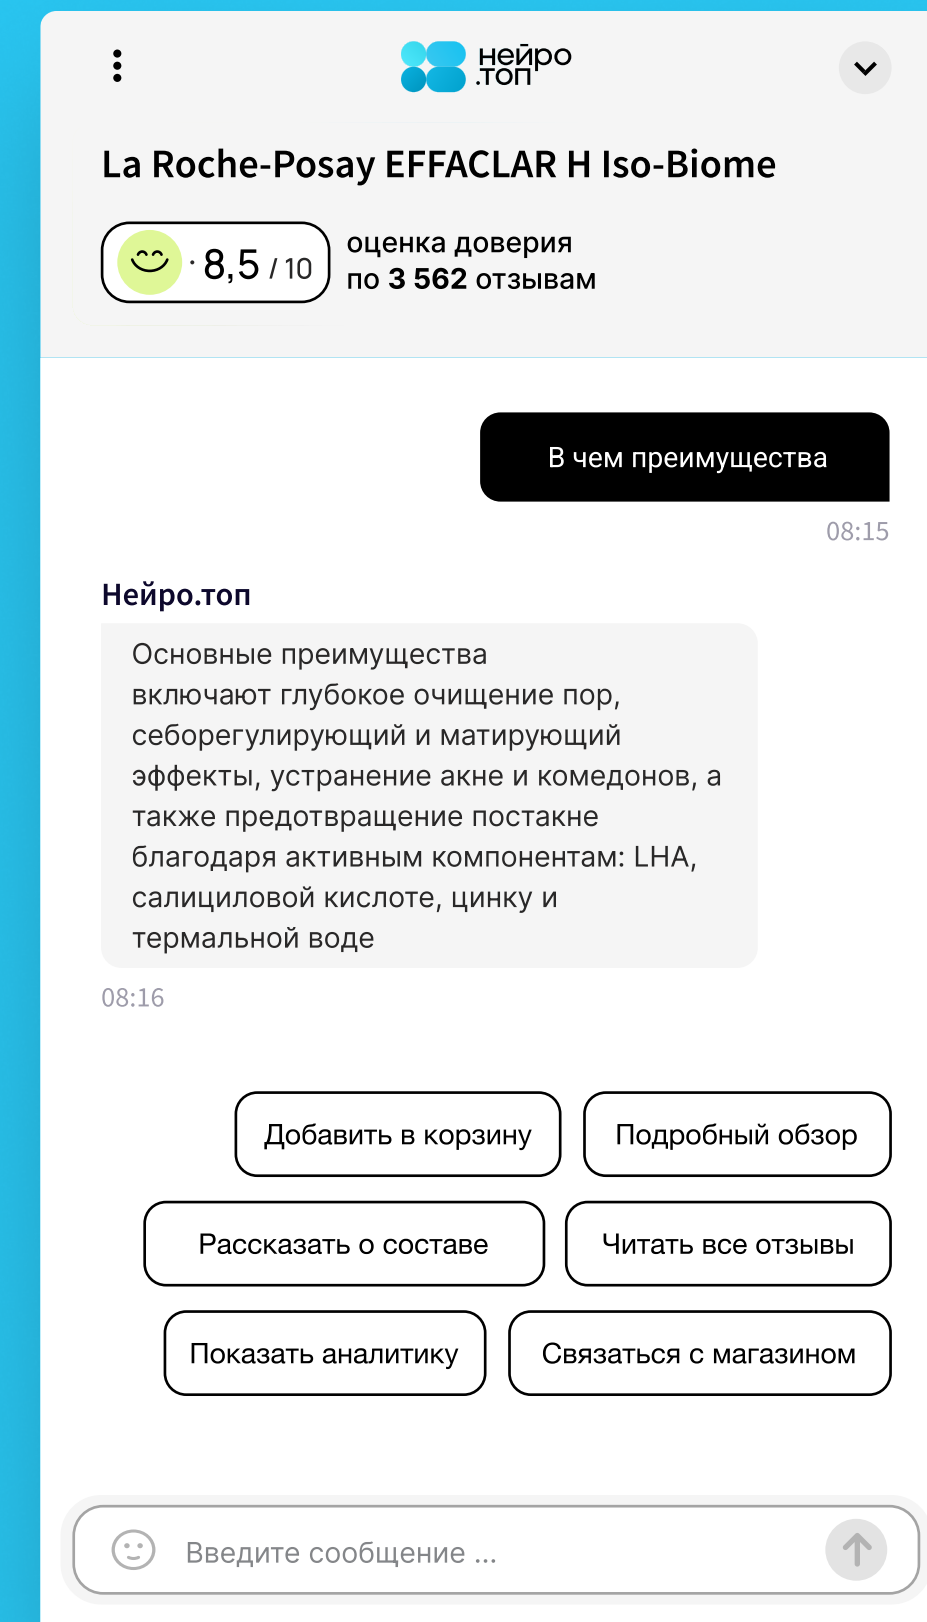 нейро
.топ
La Roche-Posay EFFACLAR H Iso-Biome
· 8,5 / 10
оценка доверия
по 3 562 отзывам
В чем преимущества
08:15
Нейро.топ
Основные преимущества
включают глубокое очищение пор,
себорегулирующий и матирующий
эффекты, устранение акне и комедонов, а
также предотвращение постакне
благодаря активным компонентам: LHA,
салициловой кислоте, цинку и
термальной воде
08:16
Добавить в корзину
Подробный обзор
Рассказать о составе
Читать все отзывы
Показать аналитику
Связаться с магазином
Введите сообщение ...